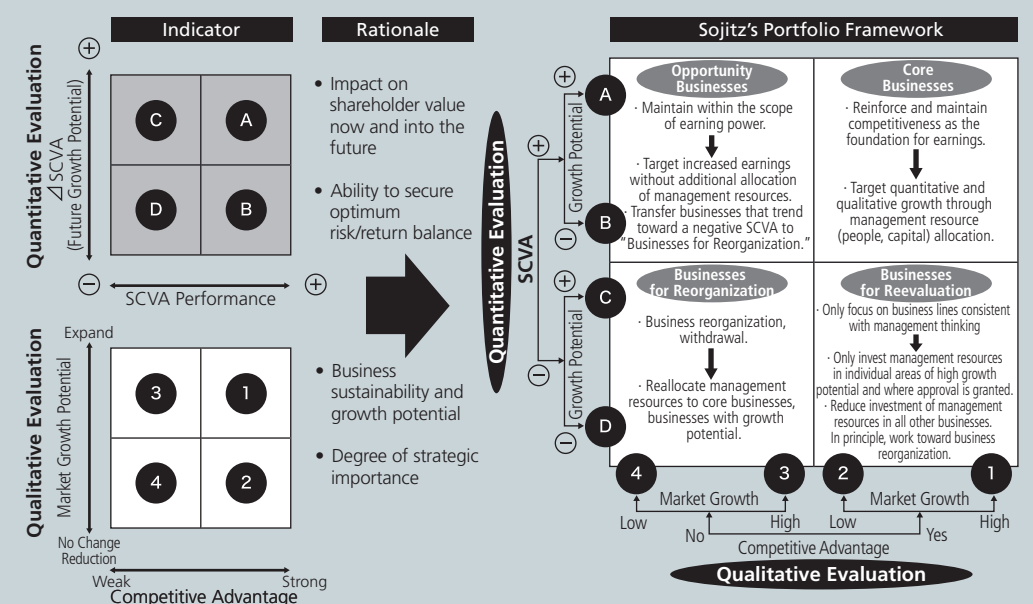 Indicator
Rationale
Sojitz's Portfolio Framework
Quantitative Evaluation
⊿SCVA
(Future Growth Potential)
+
C
A
D
B
−
SCVA Performance
+
Qualitative Evaluation
Market Growth Potential
Expand
3
1
4
2
No Change
Reduction
Weak
Strong
Competitive Advantage
• Impact on
shareholder value
now and into the
future
• Ability to secure
optimum
risk/return balance
• Business
sustainability and
growth potential
• Degree of strategic
importance
Quantitative Evaluation
SCVA
+
−
Growth Potential
+
−
A
B
Growth Potential
+
−
C
D
Opportunity
Businesses
· Maintain within the scope
of earning power.
· Target increased earnings
without additional allocation
of management resources.
· Transfer businesses that trend
toward a negative SCVA to
"Businesses for Reorganization."
Core
Businesses
· Reinforce and maintain
competitiveness as the
foundation for earnings.
· Target quantitative and
qualitative growth through
management resource
(people, capital) allocation.
Businesses
for Reorganization
· Business reorganization,
withdrawal.
· Reallocate management
resources to core businesses,
businesses with growth
potential.
Businesses
for Reevaluation
· Only focus on business lines consistent
with management thinking
· Only invest management resources
in individual areas of high growth
potential and where approval is granted.
· Reduce investment of management
resources in all other businesses.
In principle, work toward business
reorganization.
4
3
2
1
Market Growth
Market Growth
Low
High
Low
High
No
Yes
Competitive Advantage
Qualitative Evaluation